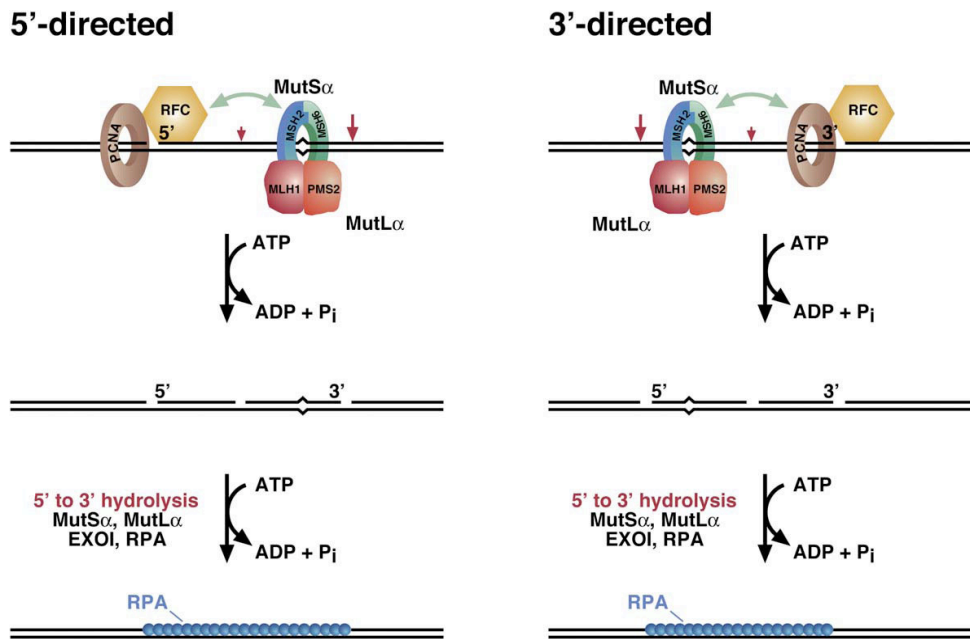 5’-directed
MutSα
RFC
5’
PCNA
MSH2
MSH6
MLH1
PMS2
MutLα
ATP
ADP + Pi
5’
3’
5’ to 3’ hydrolysis
MutSα, MutLα
EXOI, RPA
ATP
ADP + Pi
RPA
3’-directed
MutSα
RFC
3’
PCNA
MSH2
MSH6
MLH1
PMS2
MutLα
ATP
ADP + Pi
5’
3’
5’ to 3’ hydrolysis
MutSα, MutLα
EXOI, RPA
ATP
ADP + Pi
RPA